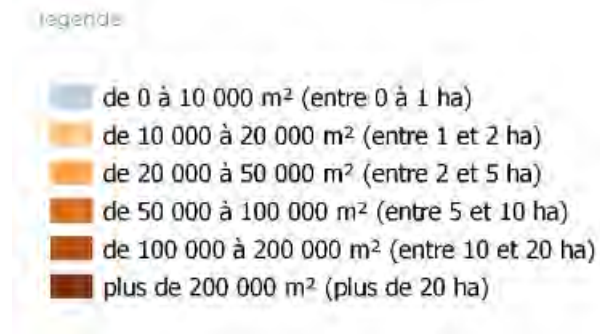 legende
de 0 à 10 000 m² (entre 0 à 1 ha)
de 10 000 à 20 000 m² (entre 1 et 2 ha)
de 20 000 à 50 000 m² (entre 2 et 5 ha)
de 50 000 à 100 000 m² (entre 5 et 10 ha)
de 100 000 à 200 000 m² (entre 10 et 20 ha)
plus de 200 000 m² (plus de 20 ha)